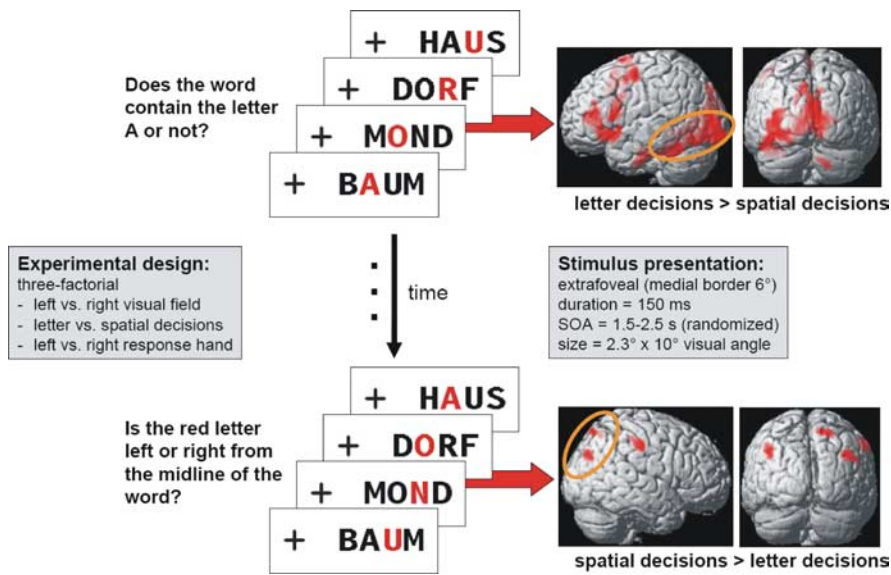 + HAUS
+ DORF
+ MOND
+ BAUM
Does the word
contain the letter
A or not?
letter decisions > spatial decisions
Experimental design:
three-factorial
- left vs. right visual field
- letter vs. spatial decisions
- left vs. right response hand
time
Stimulus presentation:
extrafoveal (medial border 6°)
duration = 150 ms
SOA = 1.5-2.5 s (randomized)
size = 2.3° x 10° visual angle
Is the red letter
left or right from
the midline of the
word?
+ HAUS
+ DORF
+ MOND
+ BAUM
spatial decisions > letter decisions